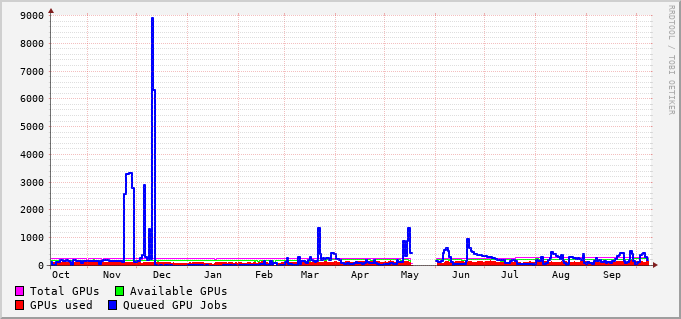 9000
8000
7000
6000
5000
4000
3000
2000
1000
0
Oct Nov Dec Jan Feb Mar Apr May Jun Jul Aug Sep
Total GPUs Available GPUs
GPUs used Queued GPU Jobs
RRDTOOL / TOBI OETIKER